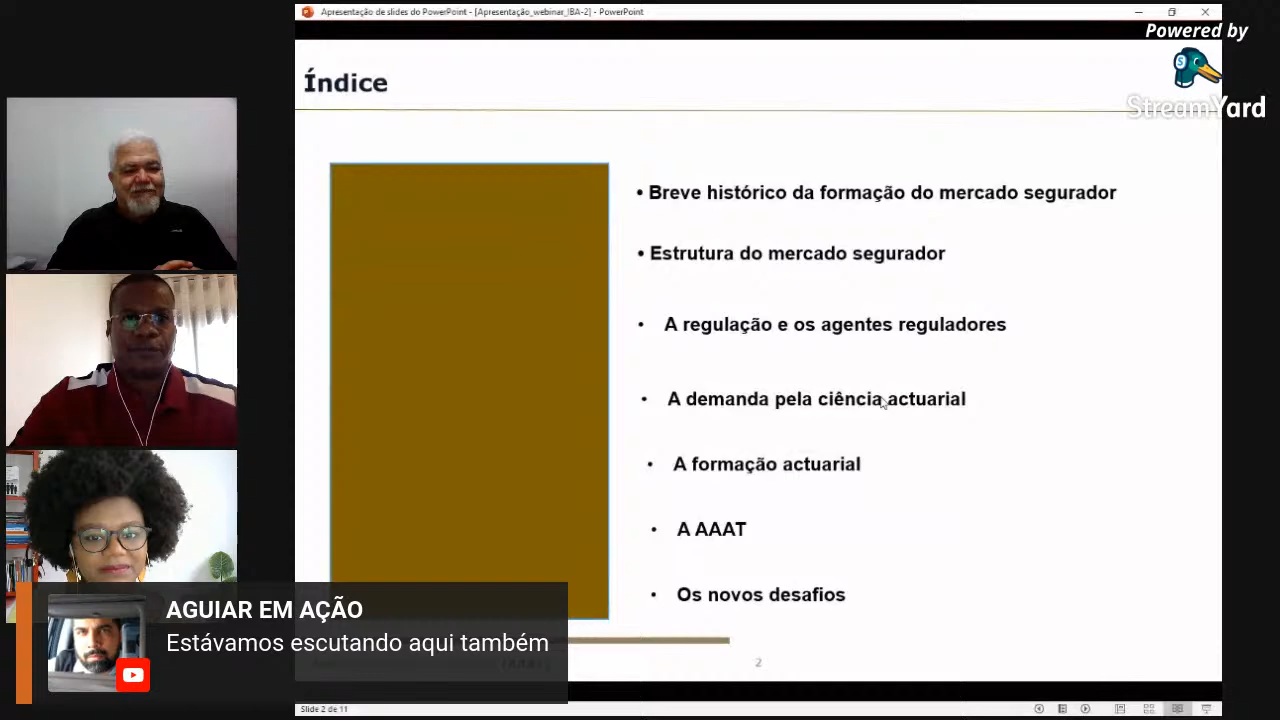 Apresentação de slides do PowerPoint - [Apresentação_webinar_IBA-2] - PowerPoint
Powered by
StreamYard
Índice
• Breve histórico da formação do mercado segurador
• Estrutura do mercado segurador
• A regulação e os agentes reguladores
• A demanda pela ciência actuarial
• A formação actuarial
• A AAAT
• Os novos desafios
AGUIAR EM AÇÃO
Estávamos escutando aqui também
2
Slide 2 de 11